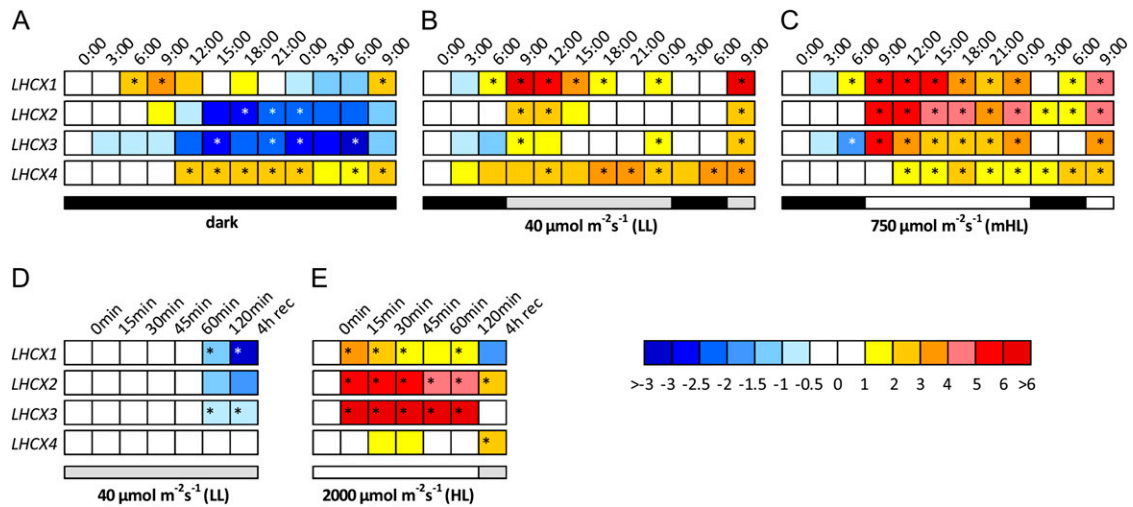 A
0:00 3:00 6:00 9:00 12:00 15:00 18:00 21:00 0:00 3:00 6:00 9:00
LHCX1
LHCX2
LHCX3
LHCX4
dark
B
0:00 3:00 6:00 9:00 12:00 15:00 18:00 21:00 0:00 3:00 6:00 9:00
40 µmol m-2s-1 (LL)
C
0:00 3:00 6:00 9:00 12:00 15:00 18:00 21:00 0:00 3:00 6:00 9:00
750 µmol m-2s-1 (mHL)
D
0min 15min 30min 45min 60min 120min 4h rec
LHCX1
LHCX2
LHCX3
LHCX4
40 µmol m-2s-1 (LL)
E
0min 15min 30min 45min 60min 120min 4h rec
2000 µmol m-2s-1 (HL)
>-3 -3 -2.5 -2 -1.5 -1 -0.5 0 1 2 3 4 5 6 >6